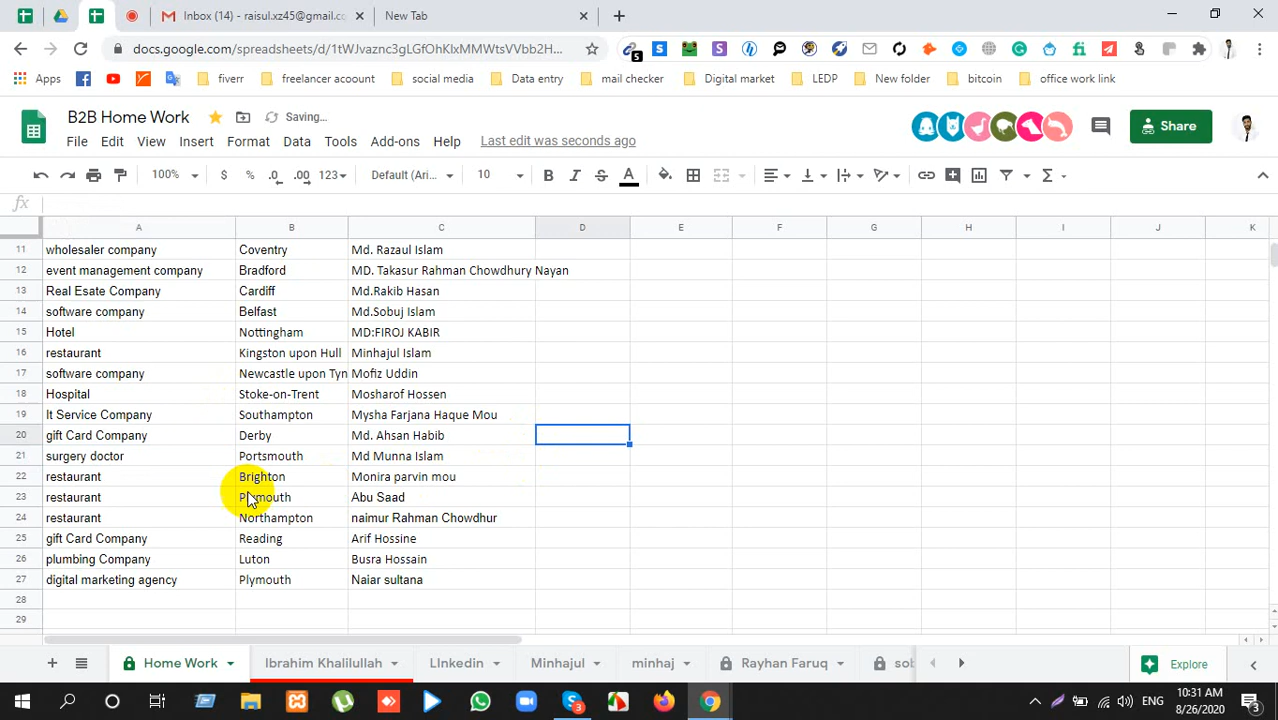 Inbox (14) - raisul.xz45@gmail.c
New Tab
docs.google.com/spreadsheets/d/1tWJvaznc3gLGfOhKlxMMWtsVVbb2H...
Apps
fiverr
freelancer acoount
social media
Data entry
mail checker
Digital market
LEDP
New folder
bitcoin
office work link
B2B Home Work
Saving...
File Edit View Insert Format Data Tools Add-ons Help Last edit was seconds ago
Share
100% $ % .0 .00 123 Default (Ari... 10 B I S A
fx
A B C D E F G H I J K
11 wholesaler company Coventry Md. Razaul Islam
12 event management company Bradford MD. Takasur Rahman Chowdhury Nayan
13 Real Esate Company Cardiff Md.Rakib Hasan
14 software company Belfast Md.Sobuj Islam
15 Hotel Nottingham MD:FIROJ KABIR
16 restaurant Kingston upon Hull Minhajul Islam
17 software company Newcastle upon Tyn Mofiz Uddin
18 Hospital Stoke-on-Trent Mosharof Hossen
19 It Service Company Southampton Mysha Farjana Haque Mou
20 gift Card Company Derby Md. Ahsan Habib
21 surgery doctor Portsmouth Md Munna Islam
22 restaurant Brighton Monira parvin mou
23 restaurant Plymouth Abu Saad
24 restaurant Northampton naimur Rahman Chowdhur
25 gift Card Company Reading Arif Hossine
26 plumbing Company Luton Busra Hossain
27 digital marketing agency Plymouth Naiar sultana
28
29
Home Work
Ibrahim Khalilullah
LInkedin
Minhajul
minhaj
Rayhan Faruq
sol
Explore
ENG
10:31 AM
8/26/2020